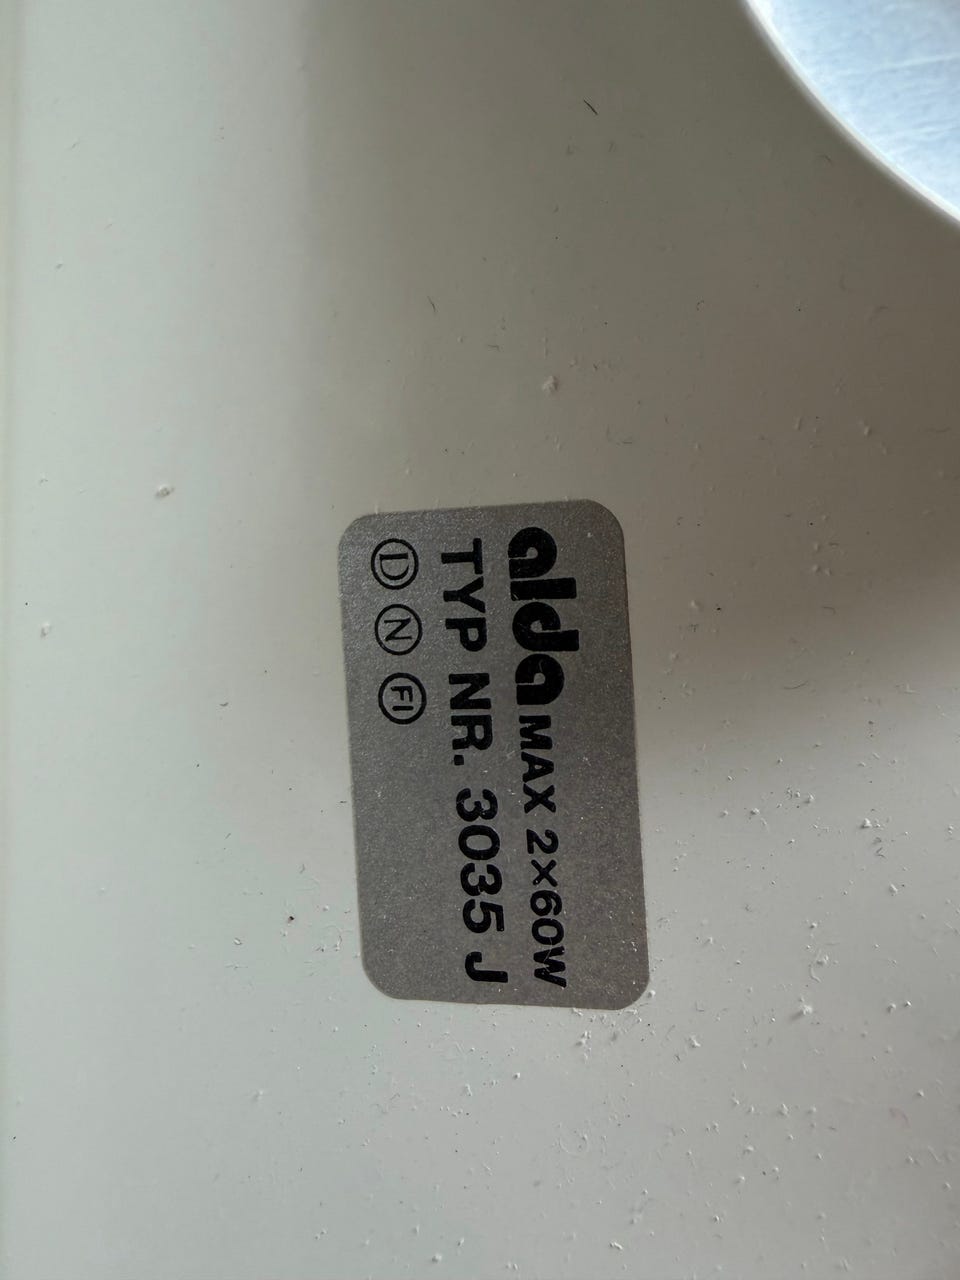 alda MAX 2×60W
TYP NR. 3035 J
D N FI